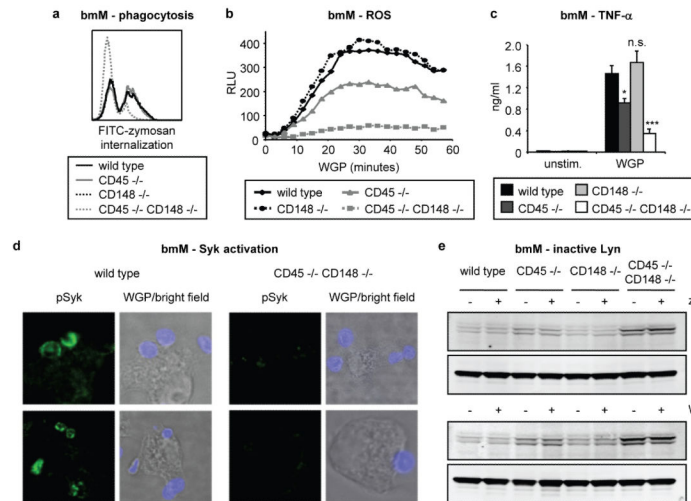 a
bmM - phagocytosis
FITC-zymosan
internalization
wild type
CD45 -/-
CD148 -/-
CD45 -/- CD148 -/-
b
bmM - ROS
RLU
400
300
200
100
0
0 10 20 30 40 50 60
WGP (minutes)
wild type
CD148 -/-
CD45 -/-
CD45 -/- CD148 -/-
c
bmM - TNF-α
ng/ml
2.0
1.6
1.2
0.8
0.4
0
n.s.
*
***
unstim. WGP
wild type
CD45 -/-
CD148 -/-
CD45 -/- CD148 -/-
d
bmM - Syk activation
wild type CD45 -/- CD148 -/-
pSyk WGP/bright field pSyk WGP/bright field
e
bmM - inactive Lyn
wild type CD45 -/- CD148 -/- CD45 -/-
CD148 -/-
- + - + - + - +
- + - + - + - +